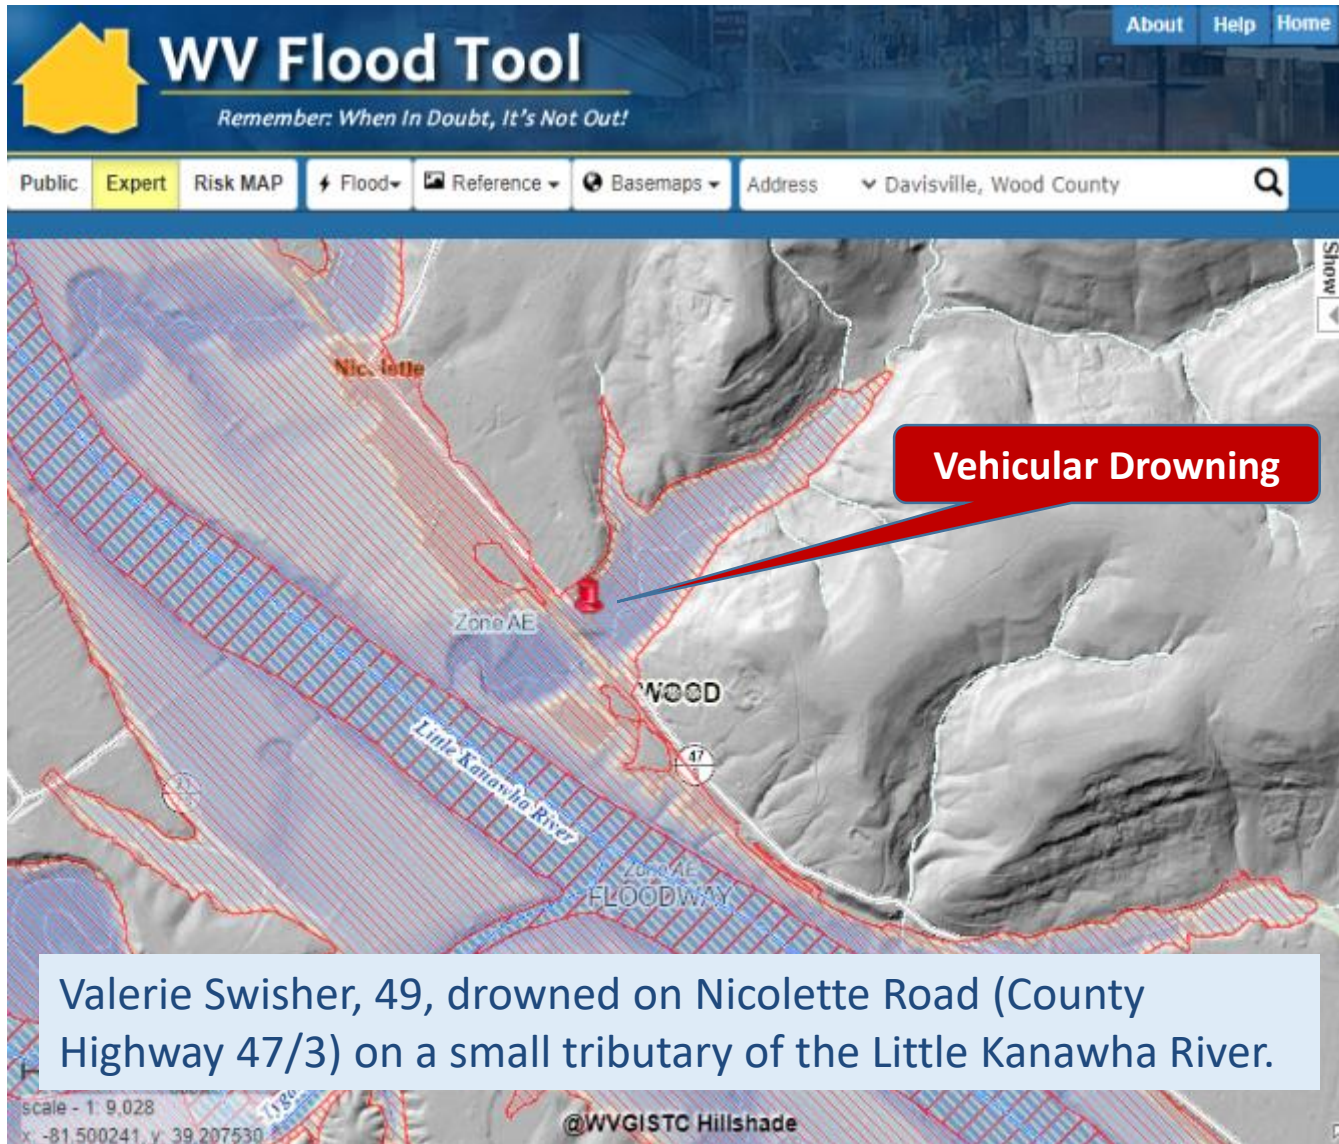 About Help Home
WV Flood Tool
Remember: When In Doubt, It's Not Out!
Public Expert Risk MAP Flood Reference Basemaps Address Davisville, Wood County
Show
Vehicular Drowning
Zone AE
WOOD
47
Little Kanawha River
Zone AE
FLOODWAY
Valerie Swisher, 49, drowned on Nicolette Road (County
Highway 47/3) on a small tributary of the Little Kanawha River.
scale - 1: 9,028
x: -81.500241, y: 39.207530
@WVGISTC Hillshade